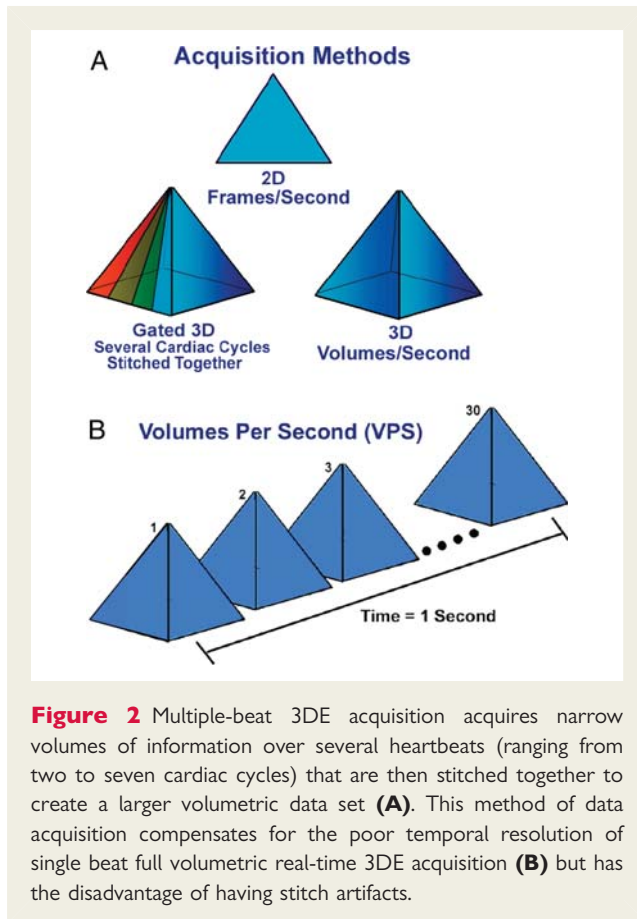 A
Acquisition Methods
2D
Frames/Second
Gated 3D
Several Cardiac Cycles
Stitched Together
3D
Volumes/Second
B
Volumes Per Second (VPS)
1
2
3
30
Time = 1 Second
Figure 2 Multiple-beat 3DE acquisition acquires narrow
volumes of information over several heartbeats (ranging from
two to seven cardiac cycles) that are then stitched together to
create a larger volumetric data set (A). This method of data
acquisition compensates for the poor temporal resolution of
single beat full volumetric real-time 3DE acquisition (B) but has
the disadvantage of having stitch artifacts.